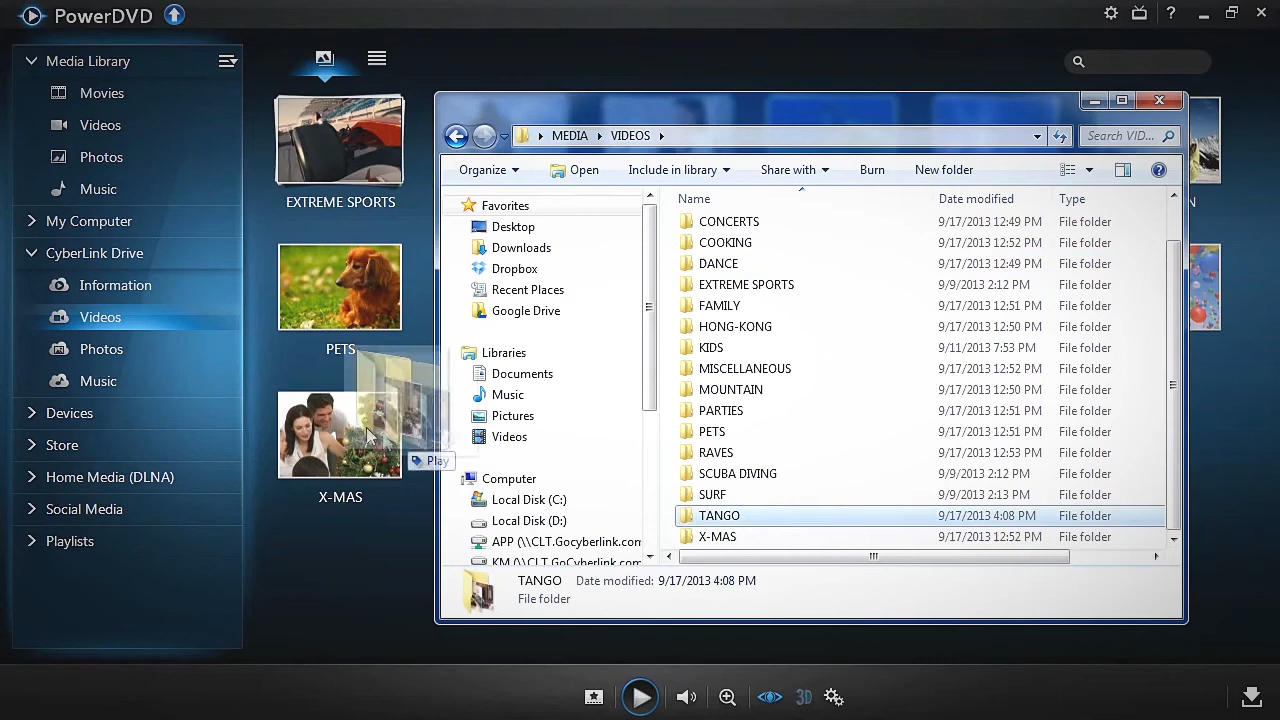 PowerDVD
?
Media Library
Movies
Videos
Photos
Music
My Computer
CyberLink Drive
Information
Videos
Photos
Music
Devices
Store
Home Media (DLNA)
Social Media
Playlists
EXTREME SPORTS
PETS
X-MAS
N
MEDIA VIDEOS
Search VID...
Organize Open Include in library Share with Burn New folder
Favorites
Desktop
Downloads
Dropbox
Recent Places
Google Drive
Libraries
Documents
Music
Pictures
Videos
Computer
Local Disk (C:)
Local Disk (D:)
APP (\\CLT.Gocyberlink.com
KM (\\CLT.GoCyberlink.com
Name Date modified Type
CONCERTS 9/17/2013 12:49 PM File folder
COOKING 9/17/2013 12:52 PM File folder
DANCE 9/17/2013 12:49 PM File folder
EXTREME SPORTS 9/9/2013 2:12 PM File folder
FAMILY 9/17/2013 12:51 PM File folder
HONG-KONG 9/17/2013 12:50 PM File folder
KIDS 9/11/2013 7:53 PM File folder
MISCELLANEOUS 9/17/2013 12:52 PM File folder
MOUNTAIN 9/17/2013 12:50 PM File folder
PARTIES 9/17/2013 12:51 PM File folder
PETS 9/17/2013 12:51 PM File folder
RAVES 9/17/2013 12:53 PM File folder
SCUBA DIVING 9/9/2013 2:12 PM File folder
SURF 9/9/2013 2:13 PM File folder
TANGO 9/17/2013 4:08 PM File folder
X-MAS 9/17/2013 12:52 PM File folder
Play
TANGO Date modified: 9/17/2013 4:08 PM
File folder
3D